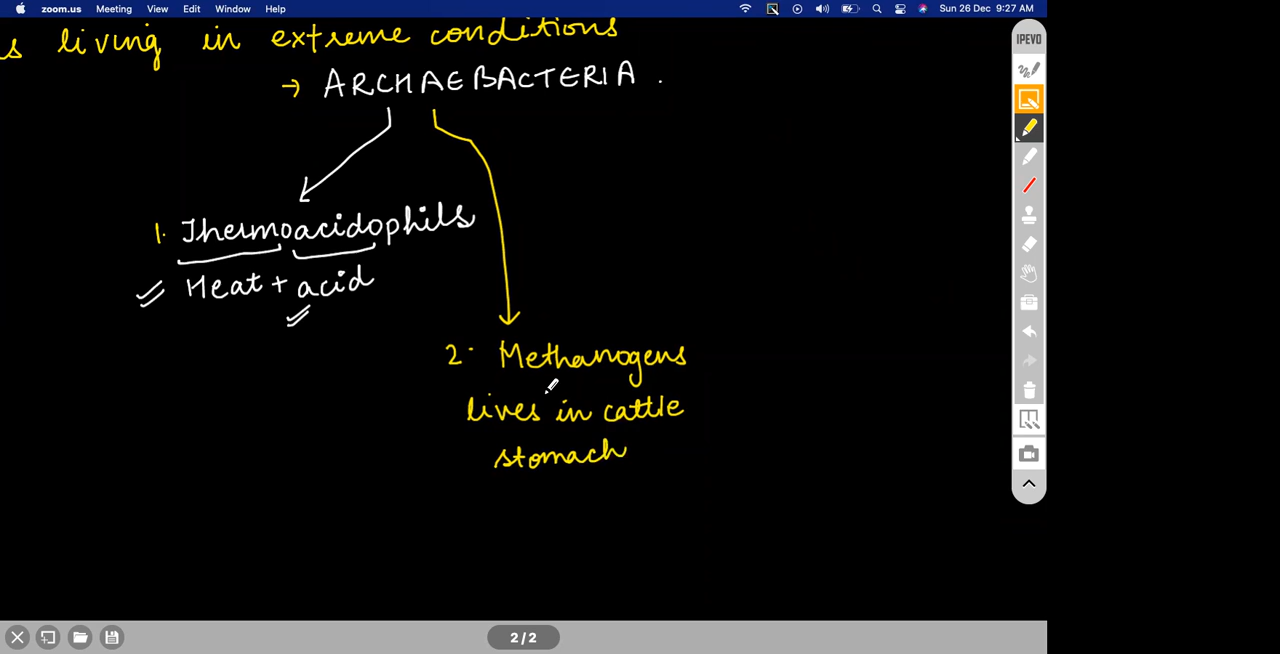 zoom.us Meeting View Edit Window Help Sun 26 Dec 9:27 AM
IPEVO
s living in extreme conditions
→ ARCHAEBACTERIA .
1. Thermoacidophils
Heat + acid
2. Methanogens
lives in cattle
stomach
2/2